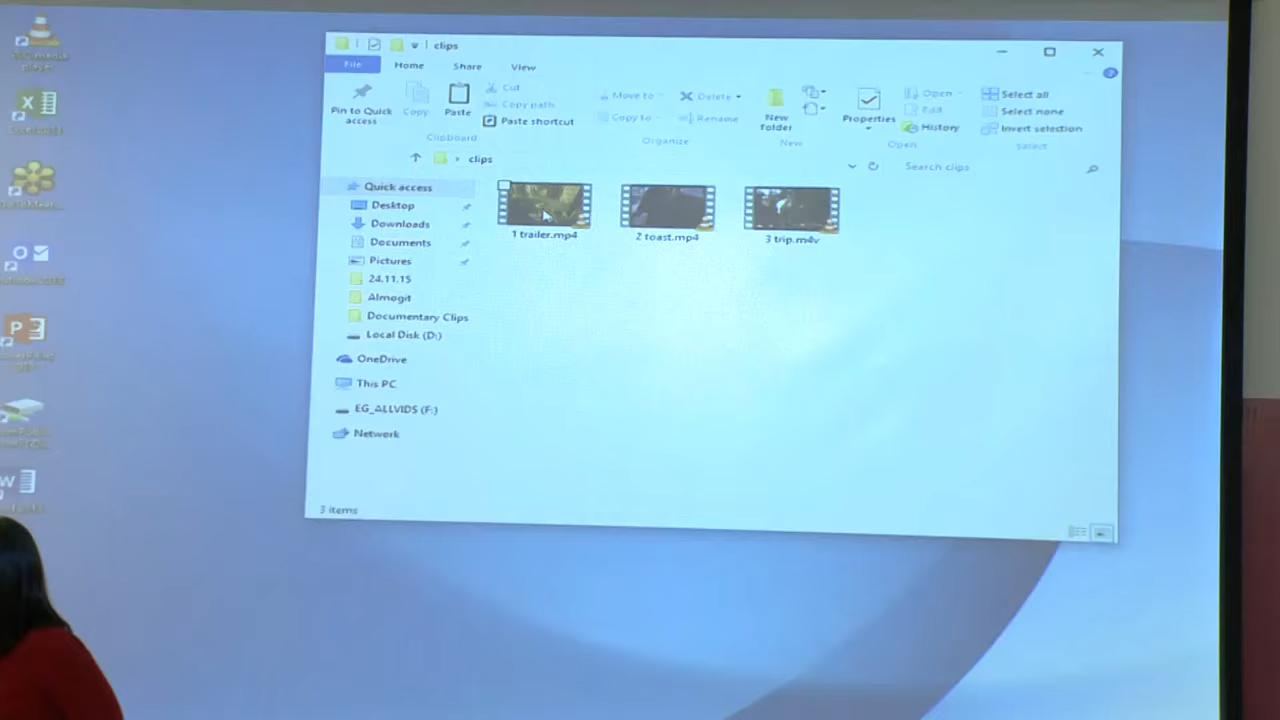 clips
File
Home
Share
View
Pin to Quick
access
Copy
Paste
Cut
Copy path
Paste shortcut
Clipboard
Move to
Copy to
Delete
Rename
Organize
New
folder
New
Properties
Open
Edit
History
Open
Select all
Select none
Invert selection
Select
clips
Search clips
Quick access
Desktop
Downloads
Documents
Pictures
24.11.15
Almogit
Documentary Clips
Local Disk (D:)
OneDrive
This PC
EG_ALLVIDS (F:)
Network
1 trailer.mp4
2 toast.mp4
3 trip.m4v
3 items
media
player